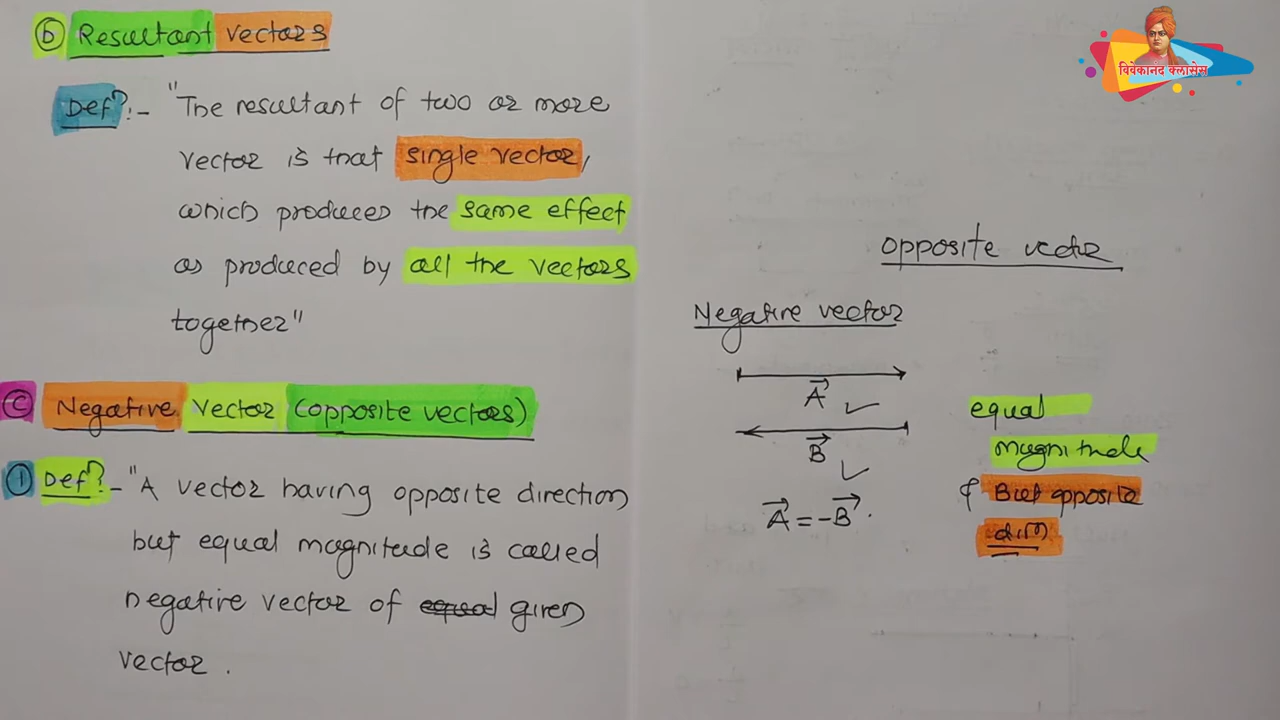 ⓑ Resultant vectors
Defⁿ:- "The resultant of two or more
vector is that single vector,
which produces the same effect
as produced by all the vectors
together"
ⓒ Negative Vector (opposite vectors)
① Defⁿ:- "A vector having opposite direction
but equal magnitude is called
negative vector of equal given
vector.
विवेकानंद क्लासेस
opposite vector
Negative vector
A⃗ ✓
B⃗ ✓
A⃗ = -B⃗.
equal
magnitude
& But opposite
dirⁿ